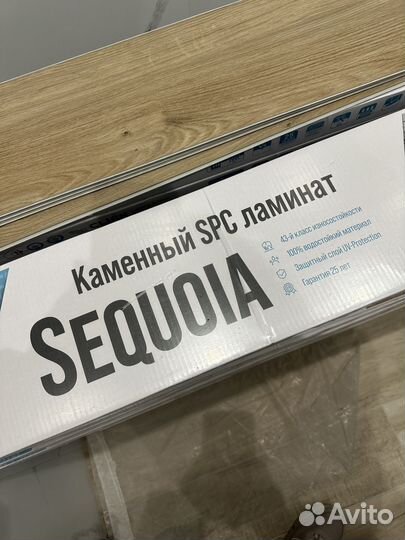 Каменный SPC ламинат
SEQUOIA
43-й класс износостойкости
100% водостойкий материал
Защитный слой UV-Protection
Гарантия 25 лет
Avito